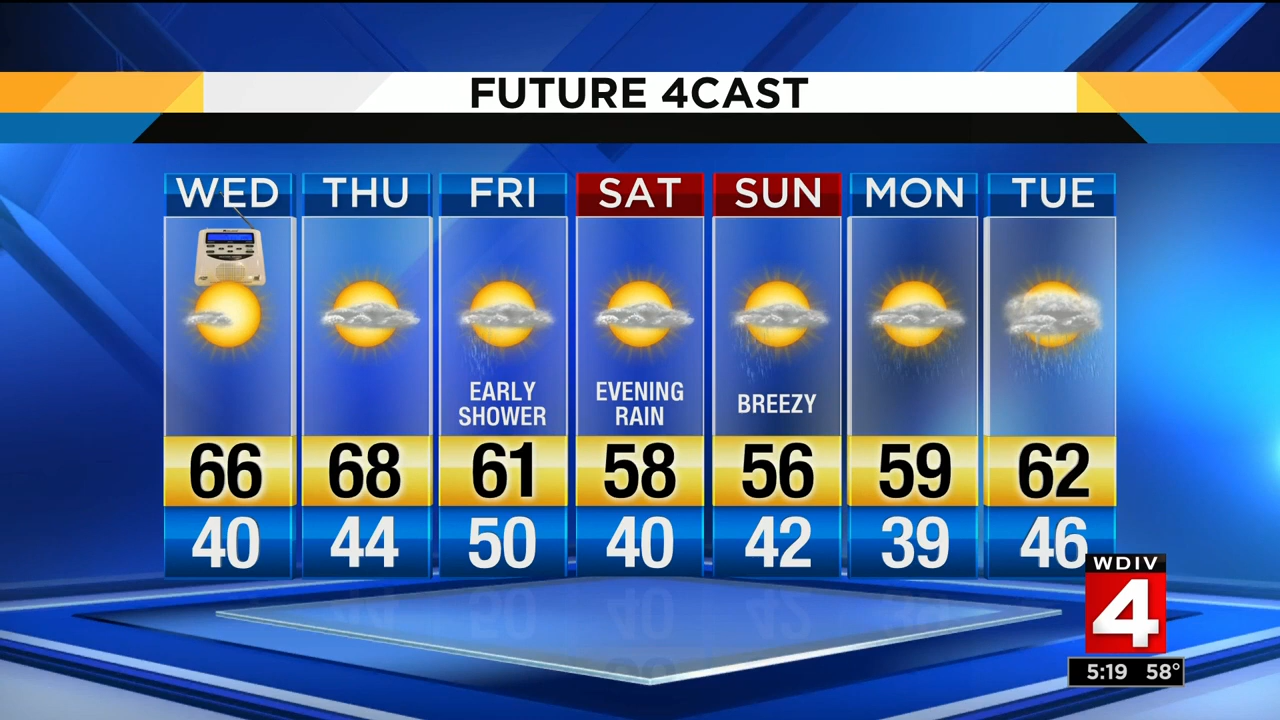 FUTURE 4CAST
WED THU FRI SAT SUN MON TUE
EARLY SHOWER
EVENING RAIN
BREEZY
66 68 61 58 56 59 62
40 44 50 40 42 39 46
WDIV
4
5:19 58°